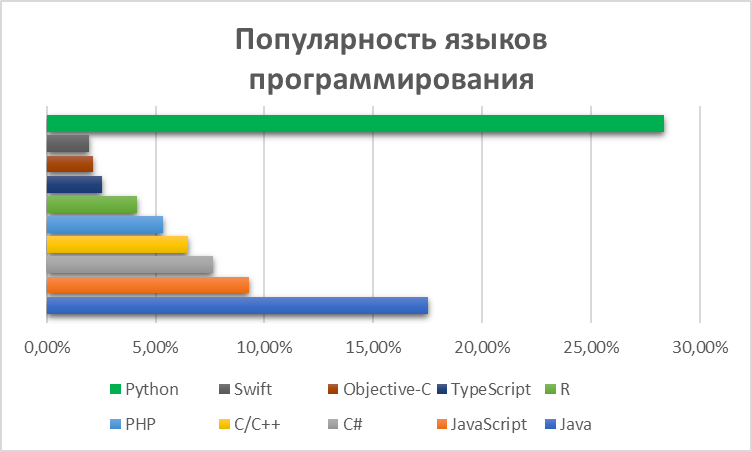 Популярность языков
программирования
0,00% 5,00% 10,00% 15,00% 20,00% 25,00% 30,00%
Python Swift Objective-C TypeScript R
PHP C/C++ C# JavaScript Java